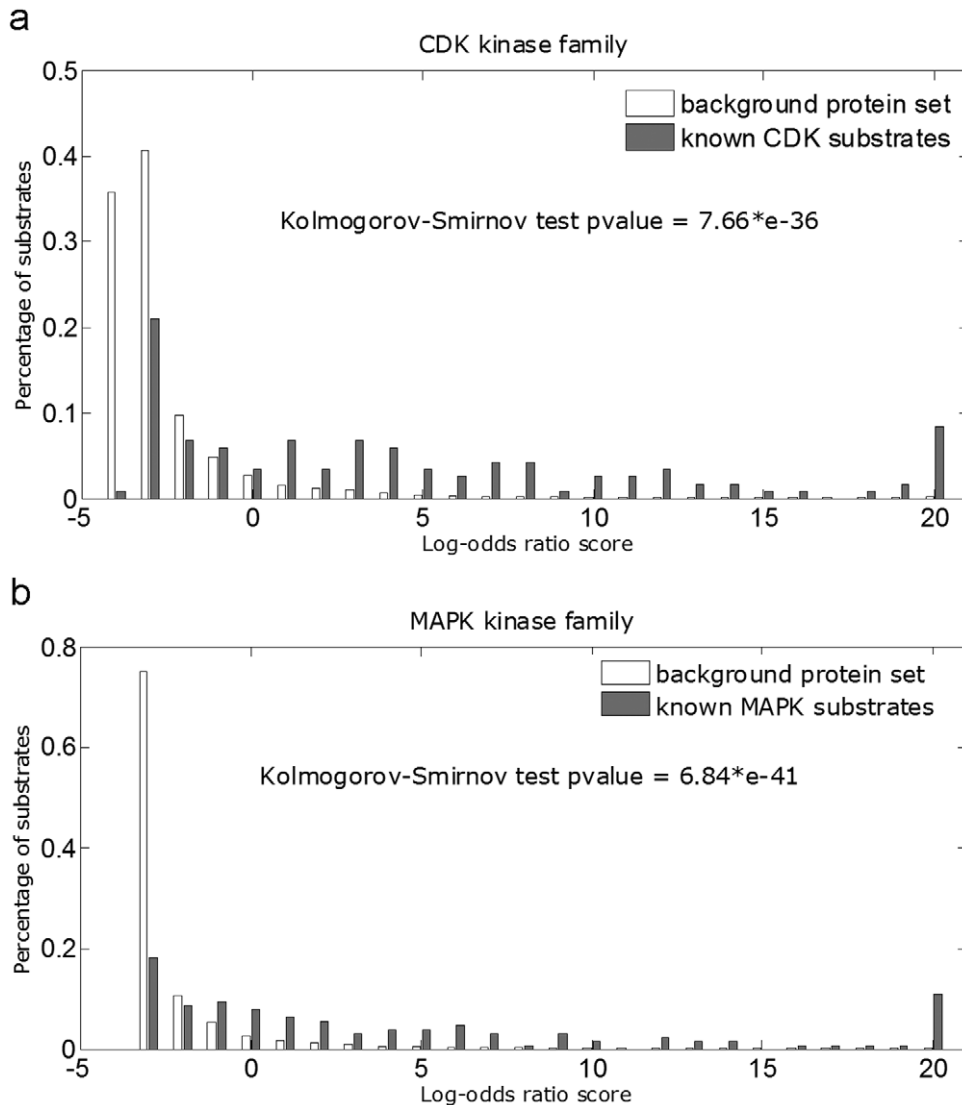 a
CDK kinase family
0.5
0.4
0.3
0.2
0.1
0
Percentage of substrates
background protein set
known CDK substrates
Kolmogorov-Smirnov test pvalue = 7.66*e-36
-5 0 5 10 15 20
Log-odds ratio score
b
MAPK kinase family
0.8
0.6
0.4
0.2
0
Percentage of substrates
background protein set
known MAPK substrates
Kolmogorov-Smirnov test pvalue = 6.84*e-41
-5 0 5 10 15 20
Log-odds ratio score